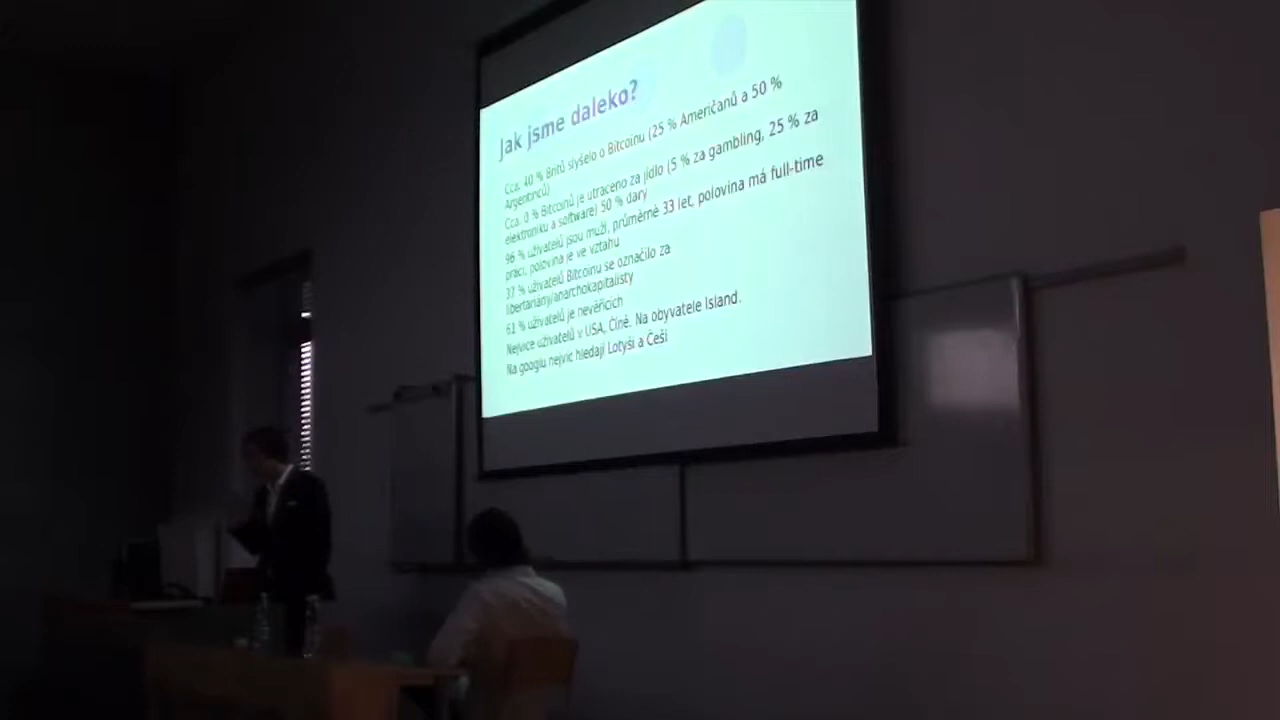 Jak jsme daleko?
Cca. 40 % Britů slyšelo o Bitcoinu (25 % Američanů a 50 %
Argentinců)
Cca. 0 % Bitcoinů je utraceno za jídlo (5 % za gambling, 25 % za
elektroniku a software) 50 % dary
96 % uživatelů jsou muži, průměrně 33 let, polovina má full-time
práci, polovina je ve vztahu
37 % uživatelů Bitcoinu se označilo za
libertariány/anarchokapitalisty
61 % uživatelů je nevěřících
Nejvíce uživatelů v USA, Číně. Na obyvatele Island.
Na googlu nejvíc hledají Lotyši a Češi